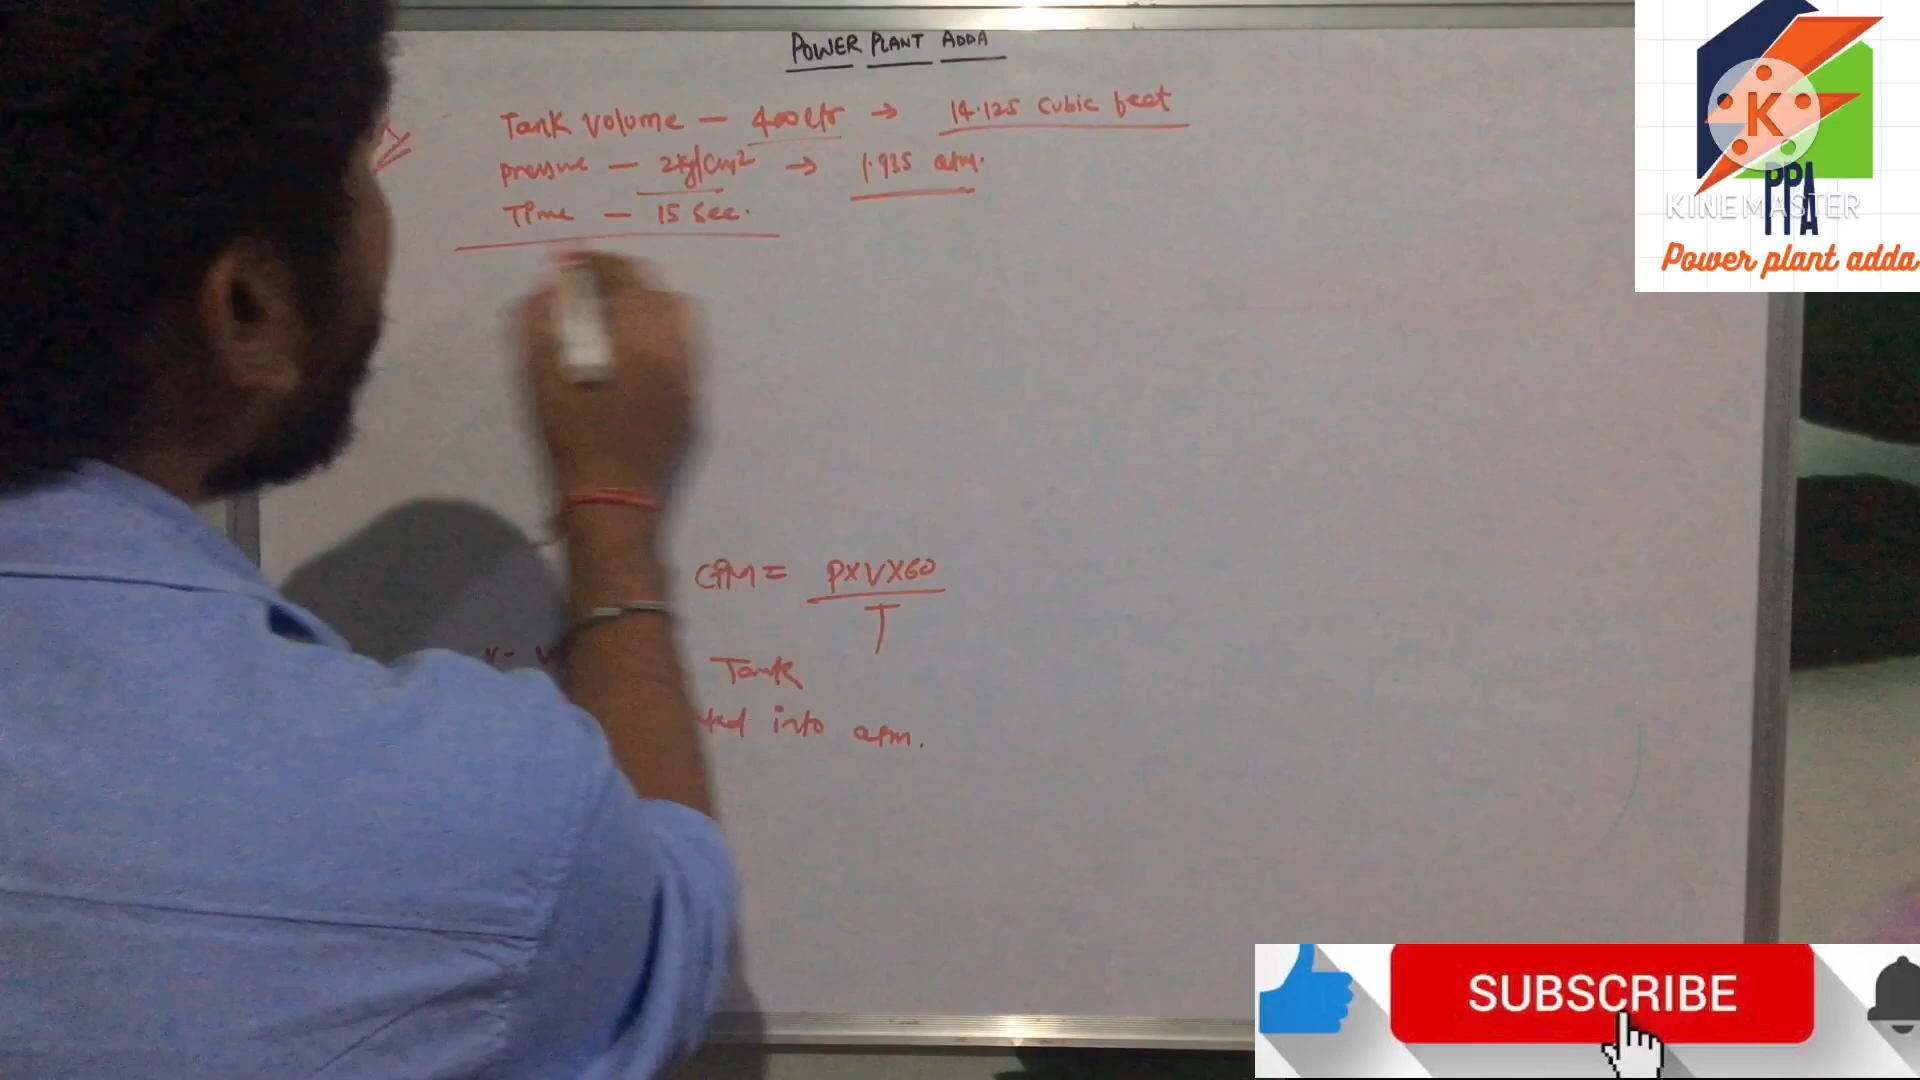 POWER PLANT ADDA
Tank volume – 400 ltr → 14.125 cubic feet
pressure – 2kg/cm2 → 1.935 atm.
Time – 15 sec.
CFM = PXVX60
T
V-
Tank
into atm.
K
PPA
KINEMASTER
Power plant adda
SUBSCRIBE